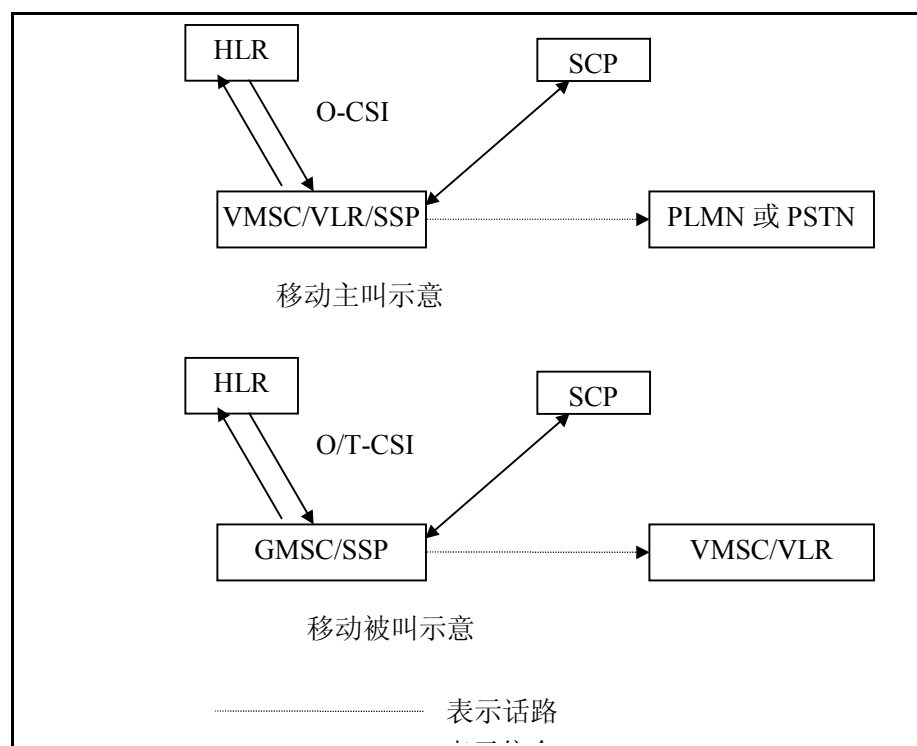 HLR
SCP
O-CSI
VMSC/VLR/SSP
PLMN 或 PSTN
移动主叫示意
HLR
SCP
O/T-CSI
GMSC/SSP
VMSC/VLR
移动被叫示意
表示话路